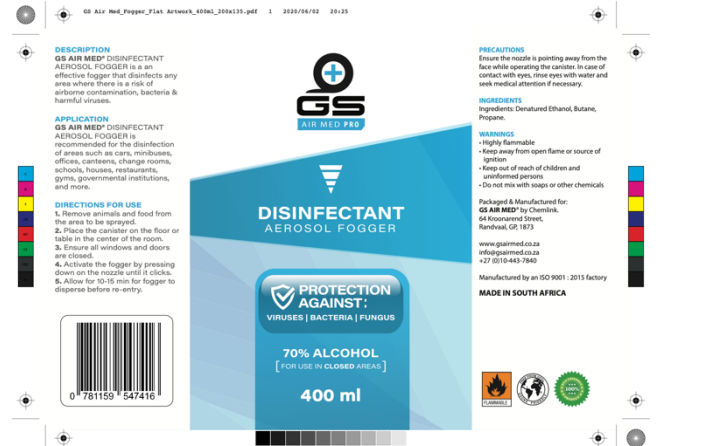 GS Air Med_Fogger_Flat Artwork_400ml_200x135.pdf 1 2020/06/02 20:25
DESCRIPTION
GS AIR MED® DISINFECTANT
AEROSOL FOGGER is a an
effective fogger that disinfects any
area where there is a risk of
airborne contamination, bacteria &
harmful viruses.
APPLICATION
GS AIR MED® DISINFECTANT
AEROSOL FOGGER is
recommended for the disinfection
of areas such as cars, minibuses,
offices, canteens, change rooms,
schools, houses, restaurants,
gyms, governmental institutions,
and more.
DIRECTIONS FOR USE
1. Remove animals and food from
the area to be sprayed.
2. Place the canister on the floor or
table in the center of the room.
3. Ensure all windows and doors
are closed.
4. Activate the fogger by pressing
down on the nozzle until it clicks.
5. Allow for 10-15 min for fogger to
disperse before re-entry.
0 781159 547416
GS
AIR MED PRO
DISINFECTANT
AEROSOL FOGGER
PROTECTION
AGAINST:
VIRUSES | BACTERIA | FUNGUS
70% ALCOHOL
[FOR USE IN CLOSED AREAS]
400 ml
PRECAUTIONS
Ensure the nozzle is pointing away from the
face while operating the canister. In case of
contact with eyes, rinse eyes with water and
seek medical attention if necessary.
INGREDIENTS
Ingredients: Denatured Ethanol, Butane,
Propane.
WARNINGS
• Highly flammable
• Keep away from open flame or source of
ignition
• Keep out of reach of children and
uninformed persons
• Do not mix with soaps or other chemicals
Packaged & Manufactured for:
GS AIR MED® by Chemlink.
64 Kroonarend Street,
Randvaal, GP, 1873
www.gsairmed.co.za
info@gsairmed.co.za
+27 (0)10-443-7840
Manufactured by an ISO 9001 : 2015 factory
MADE IN SOUTH AFRICA
FLAMMABLE
100%